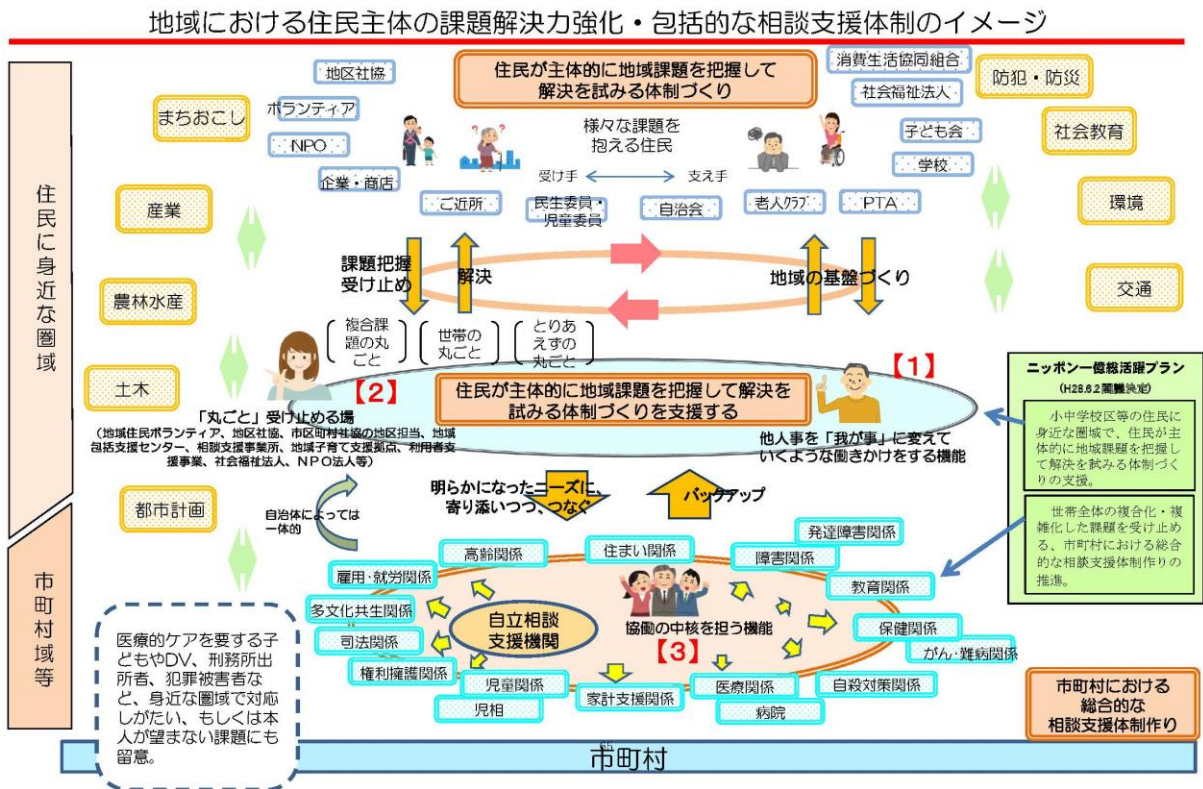 地域における住民主体の課題解決力強化・包括的な相談支援体制のイメージ
住民に身近な圏域
市町村域等
住民が主体的に地域課題を把握して
解決を試みる体制づくり
地区社協
ボランティア
NPO
企業・商店
ご近所
民生委員・
児童委員
自治会
老人クラブ
PTA
学校
子ども会
社会福祉法人
消費生活協同組合
様々な課題を
抱える住民
受け手
支え手
まちおこし
産業
農林水産
土木
都市計画
防犯・防災
社会教育
環境
交通
課題把握
受け止め
解決
地域の基盤づくり
複合課
題の丸
ごと
世帯の
丸ごと
とりあ
えずの
丸ごと
【2】
住民が主体的に地域課題を把握して解決を
試みる体制づくりを支援する
【1】
「丸ごと」受け止める場
(地域住民ボランティア、地区社協、市区町村社協の地区担当、地域
包括支援センター、相談支援事業所、地域子育て支援拠点、利用者支
援事業、社会福祉法人、NPO法人等)
他人事を「我が事」に変えて
いくような働きかけをする機能
ニッポン一億総活躍プラン
(H28.6.2閣議決定)
小中学校区等の住民に
身近な圏域で、住民が主
体的に地域課題を把握し
て解決を試みる体制づく
りの支援。
世帯全体の複合化・複
雑化した課題を受け止め
る、市町村における総合
的な相談支援体制作りの
推進。
明らかになったニーズに、
寄り添いつつ、つなぐ
バックアップ
自治体によっては
一体的
高齢関係
住まい関係
障害関係
発達障害関係
雇用・就労関係
教育関係
多文化共生関係
保健関係
司法関係
がん・難病関係
権利擁護関係
自殺対策関係
児童関係
児相
家計支援関係
医療関係
病院
自立相談
支援機関
協働の中核を担う機能
【3】
医療的ケアを要する子
どもやDV、刑務所出
所者、犯罪被害者な
ど、身近な圏域で対応
しがたい、もしくは本
人が望まない課題にも
留意。
市町村における
総合的な
相談支援体制作り
65
市町村